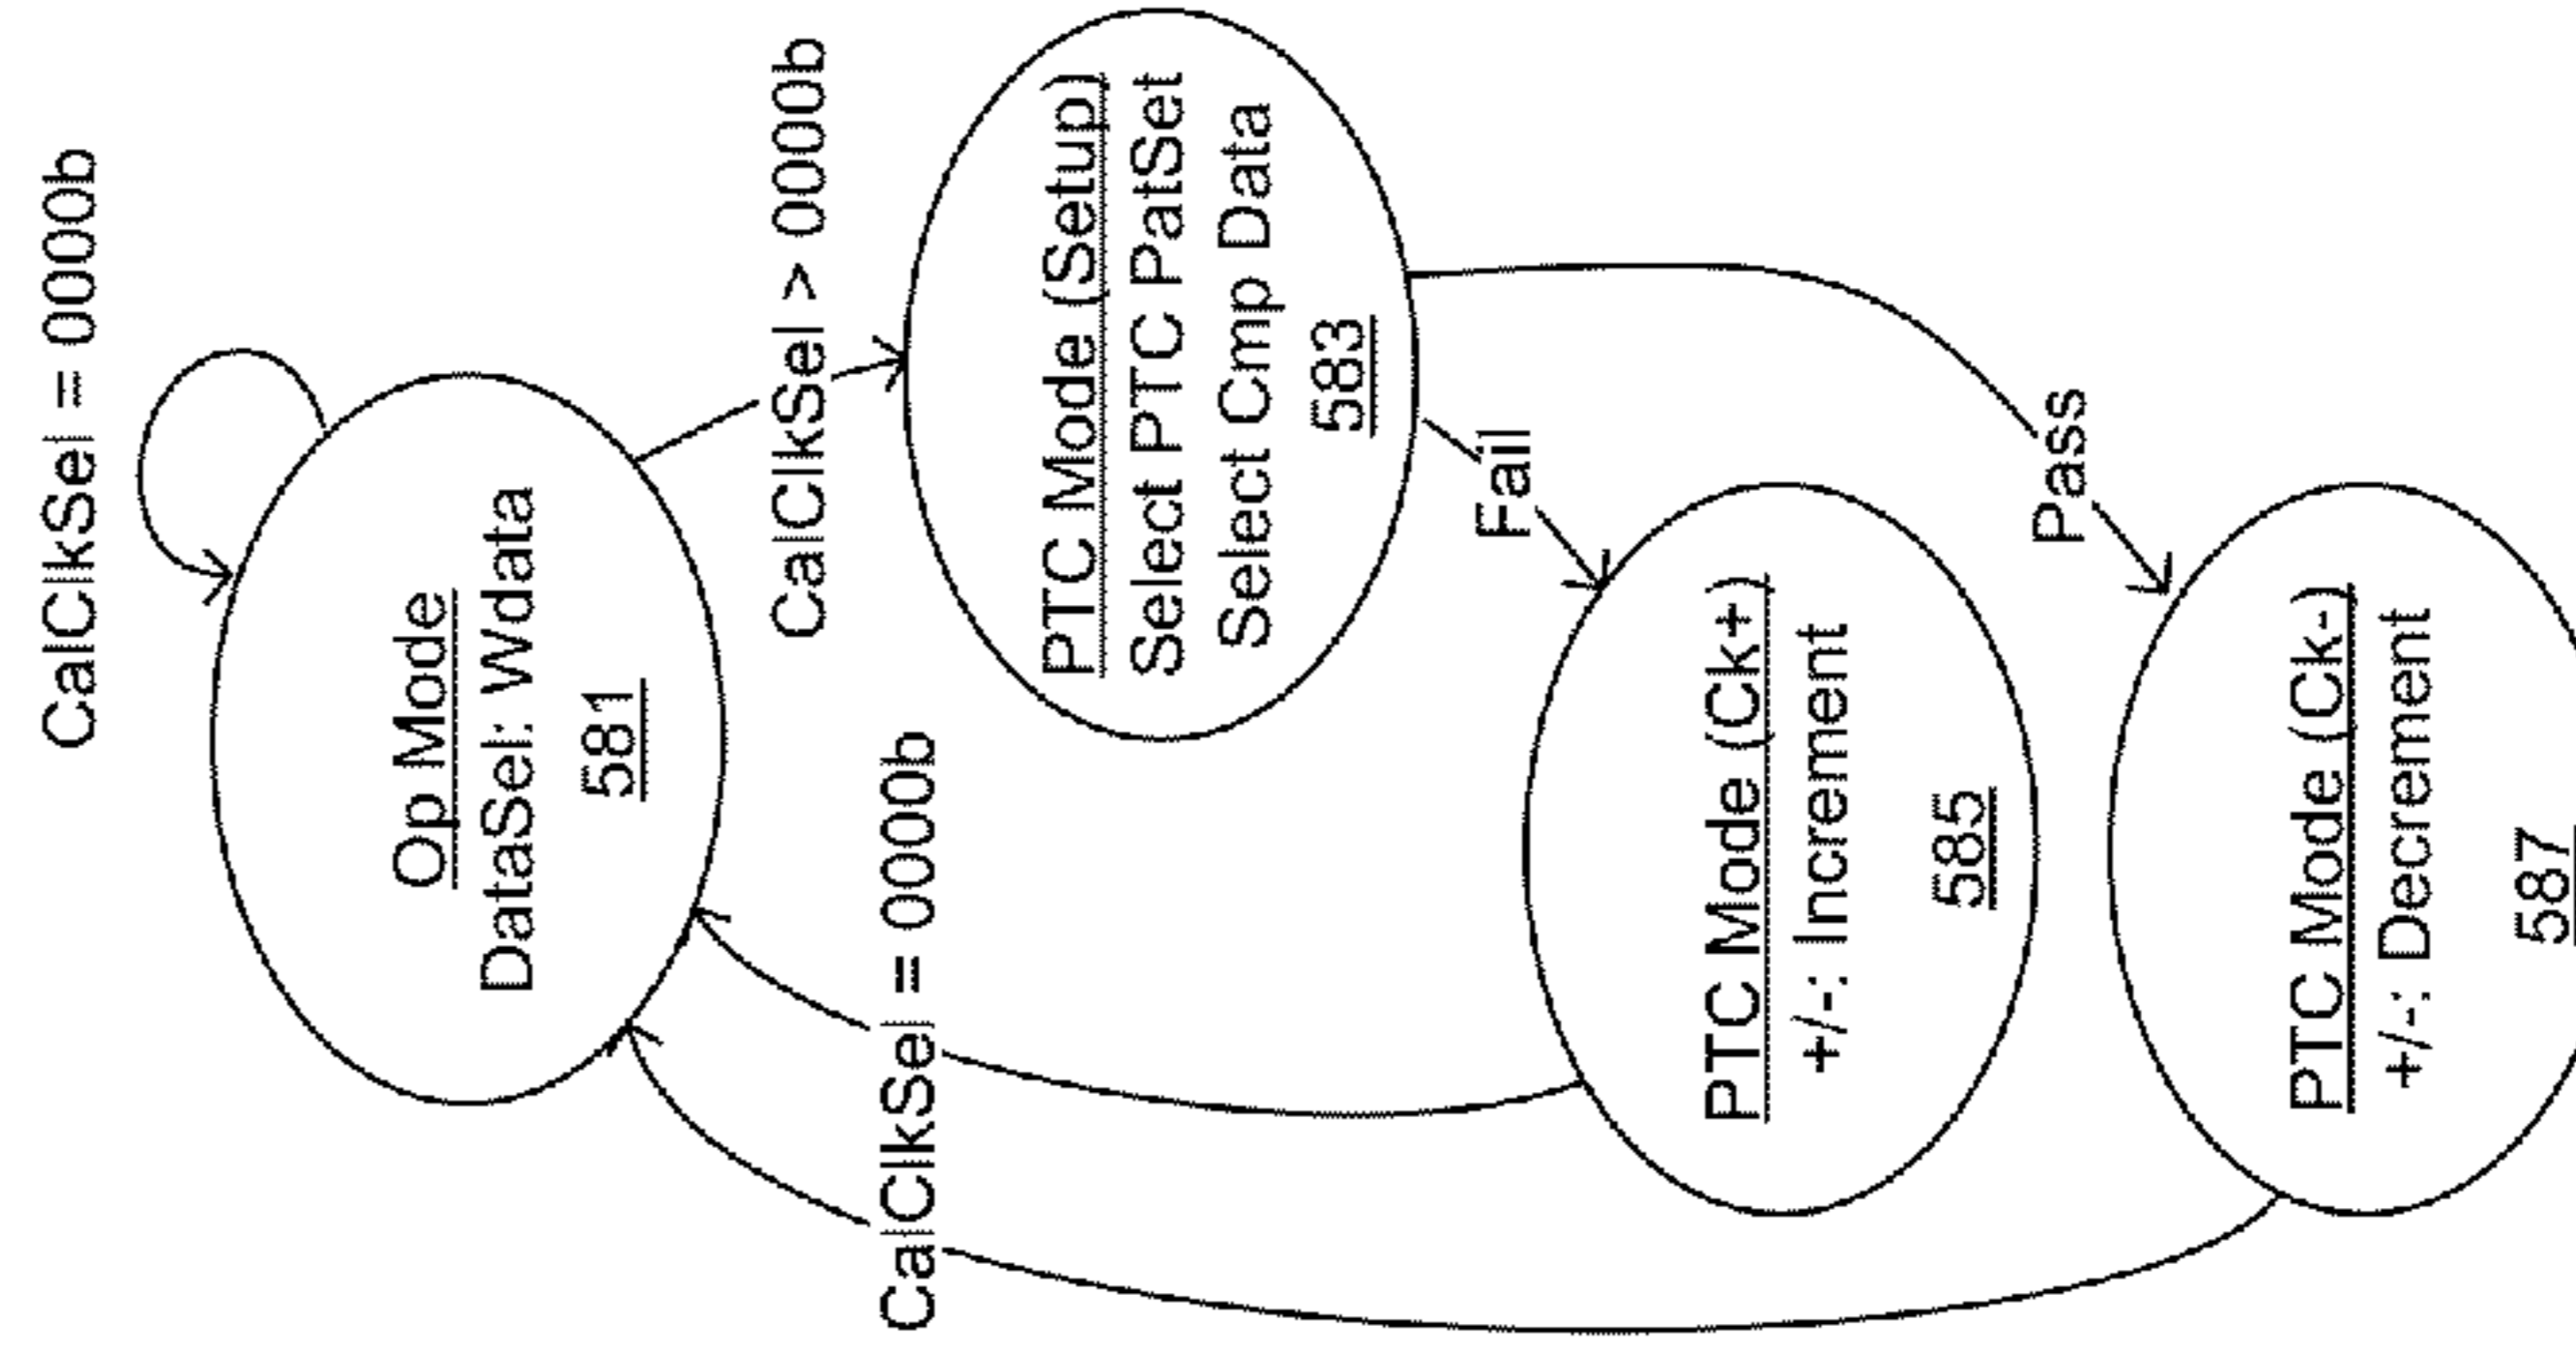 CalClkSel = 0000b
Op Mode
DataSel: Wdata
581
CalClkSel > 0000b
CalClkSel = 0000b
PTC Mode (Setup)
Select PTC PatSet
Select Cmp Data
583
Fail
PTC Mode (Ck+)
+/-: Increment
585
Pass
PTC Mode (Ck-)
+/-: Decrement
587